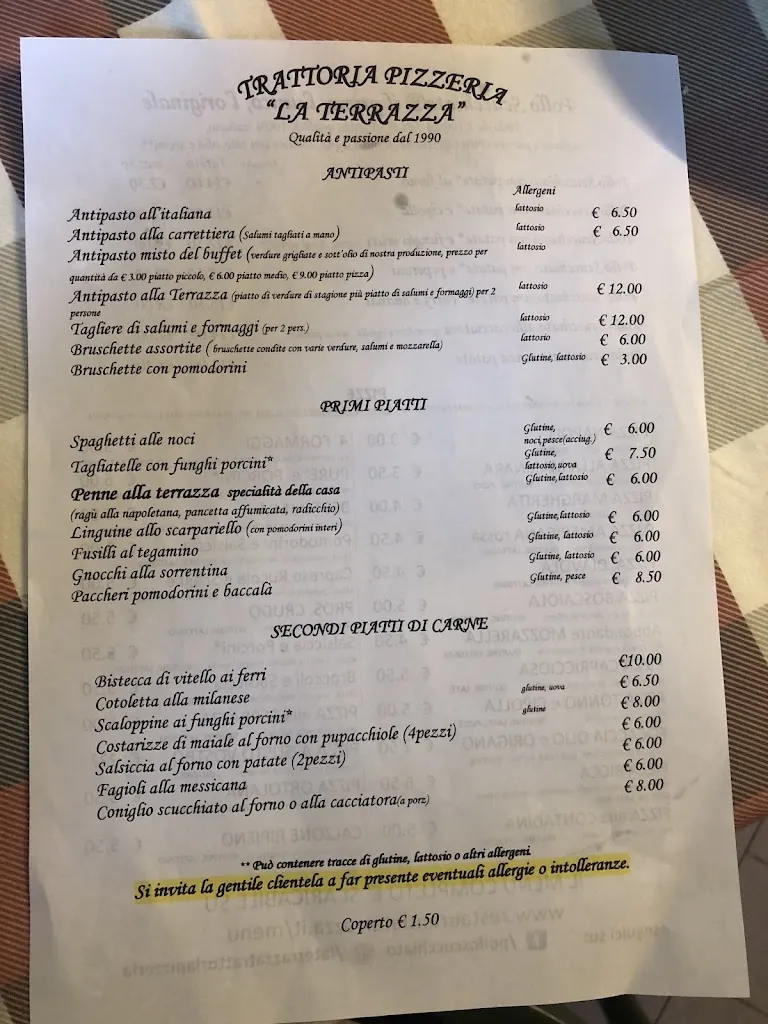 TRATTORIA PIZZERIA
"LA TERRAZZA"
Qualità e passione dal 1990
ANTIPASTI
Allergeni
Antipasto all'italiana lattosio € 6.50
Antipasto alla carrettiera (Salumi tagliati a mano) lattosio € 6.50
Antipasto misto del buffet (verdure grigliate e sott'olio di nostra produzione, prezzo per lattosio
quantità da € 3.00 piatto piccolo, € 6.00 piatto medio, € 9.00 piatto pizza)
Antipasto alla Terrazza (piatto di verdure di stagione più piatto di salumi e formaggi) per 2 lattosio € 12.00
persone
Tagliere di salumi e formaggi (per 2 pers.) lattosio € 12.00
Bruschette assortite ( bruschette condite con varie verdure, salumi e mozzarella) lattosio € 6.00
Bruschette con pomodorini Glutine, lattosio € 3.00
PRIMI PIATTI
Spaghetti alle noci Glutine, noci,pesce(acciug.) € 6.00
Tagliatelle con funghi porcini* Glutine, lattosio,uova € 7.50
Penne alla terrazza specialità della casa Glutine,lattosio € 6.00
(ragù alla napoletana, pancetta affumicata, radicchio)
Linguine allo scarpariello (con pomodorini interi) Glutine,lattosio € 6.00
Fusilli al tegamino Glutine, lattosio € 6.00
Gnocchi alla sorrentina Glutine, lattosio € 6.00
Paccheri pomodorini e baccalà Glutine, pesce € 8.50
SECONDI PIATTI DI CARNE
Bistecca di vitello ai ferri €10.00
Cotoletta alla milanese glutine, uova € 6.50
Scaloppine ai funghi porcini* glutine € 8.00
Costarizze di maiale al forno con pupacchiole (4pezzi) € 6.00
Salsiccia al forno con patate (2pezzi) € 6.00
Fagioli alla messicana € 6.00
Coniglio scucchiato al forno o alla cacciatora(a porz) € 8.00
** Può contenere tracce di glutine, lattosio o altri allergeni.
Si invita la gentile clientela a far presente eventuali allergie o intolleranze.
Coperto € 1.50